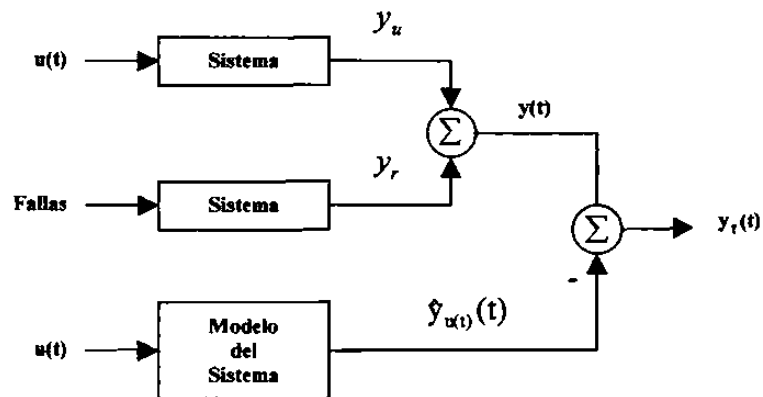 y_u
u(t)
Sistema
Σ
y(t)
y_r
Fallas
Sistema
Σ
y_r(t)
-
ŷ_u(t)(t)
u(t)
Modelo
del
Sistema